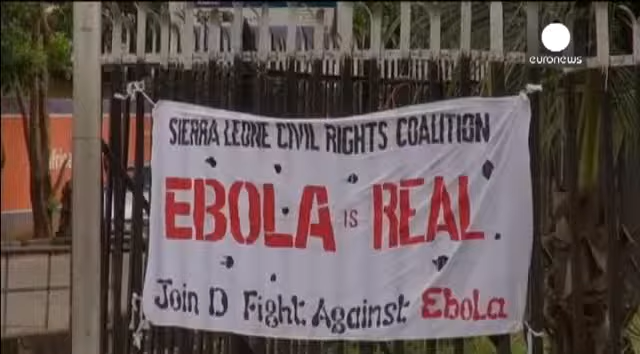 euronews
SIERRA LEONE CIVIL RIGHTS COALITION
EBOLA IS REAL
Join D Fight Against Ebola